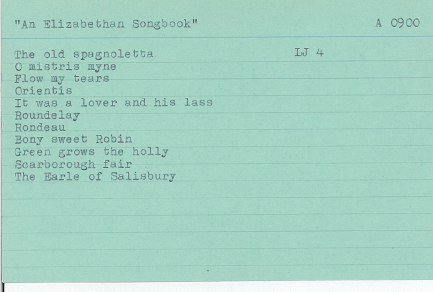 "An Elizabethan Songbook" A 0900
The old spagnoletta LJ 4
O mistris myne
Flow my tears
Orientis
It was a lover and his lass
Roundelay
Rondeau
Bony sweet Robin
Green grows the holly
Scarborough fair
The Earle of Salisbury